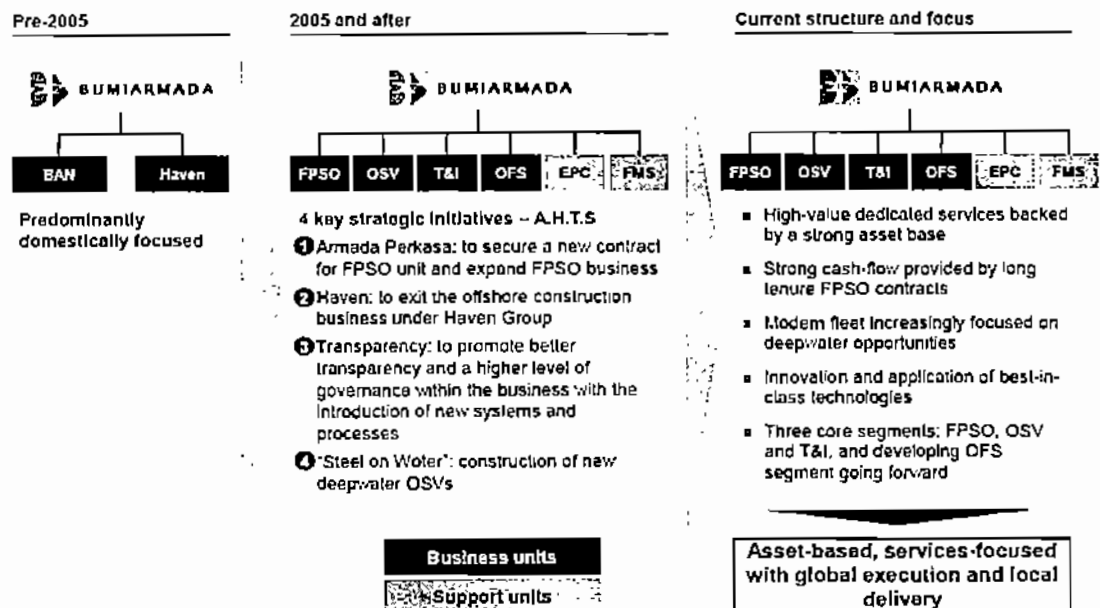 Pre-2005
BUMIARMADA
BAN
Haven
Predominantly
domestically focused
2005 and after
BUMIARMADA
FPSO
OSV
T&I
OFS
EPC
FMS
4 key strategic initiatives – A.H.T.S
1 Armada Perkasa: to secure a new contract
for FPSO unit and expand FPSO business
2 Haven: to exit the offshore construction
business under Haven Group
3 Transparency: to promote better
transparency and a higher level of
governance within the business with the
introduction of new systems and
processes
4 "Steel on Water": construction of new
deepwater OSVs
Business units
Support units
Current structure and focus
BUMIARMADA
FPSO
OSV
T&I
OFS
EPC
FMS
▪ High-value dedicated services backed
by a strong asset base
▪ Strong cash-flow provided by long
tenure FPSO contracts
▪ Modern fleet increasingly focused on
deepwater opportunities
▪ Innovation and application of best-in-
class technologies
▪ Three core segments: FPSO, OSV
and T&I, and developing OFS
segment going forward
Asset-based, services-focused
with global execution and local
delivery